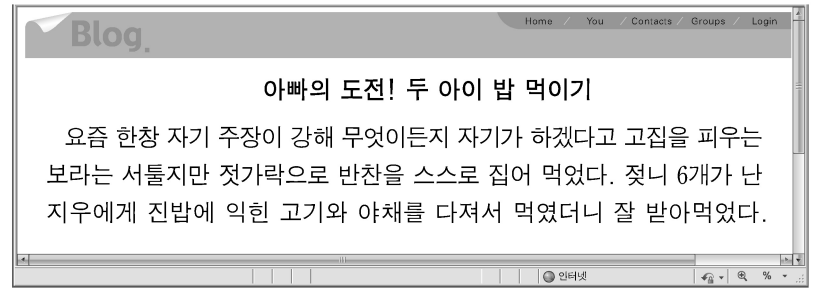 Home / You / Contacts / Groups / Login
Blog.
아빠의 도전! 두 아이 밥 먹이기
요즘 한창 자기 주장이 강해 무엇이든지 자기가 하겠다고 고집을 피우는
보라는 서툴지만 젓가락으로 반찬을 스스로 집어 먹었다. 젖니 6개가 난
지우에게 진밥에 익힌 고기와 야채를 다져서 먹였더니 잘 받아먹었다.
인터넷 %